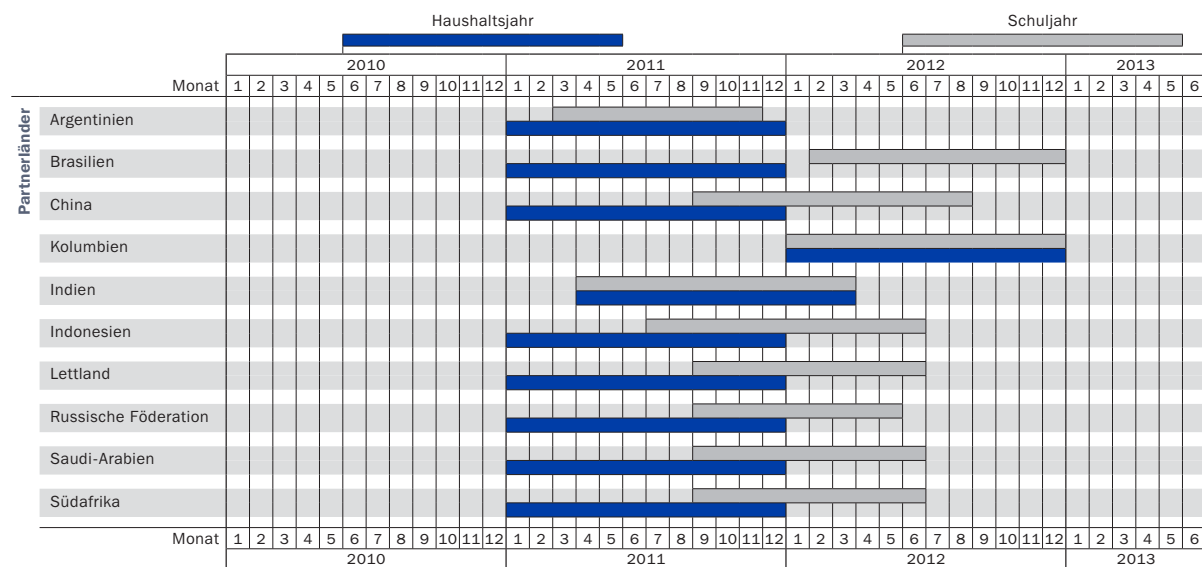 Haushaltsjahr Schuljahr
2010 2011 2012 2013
Monat 1 2 3 4 5 6 7 8 9 10 11 12 1 2 3 4 5 6 7 8 9 10 11 12 1 2 3 4 5 6 7 8 9 10 11 12 1 2 3 4 5 6
Partnerländer
Argentinien
Brasilien
China
Kolumbien
Indien
Indonesien
Lettland
Russische Föderation
Saudi-Arabien
Südafrika
Monat 1 2 3 4 5 6 7 8 9 10 11 12 1 2 3 4 5 6 7 8 9 10 11 12 1 2 3 4 5 6 7 8 9 10 11 12 1 2 3 4 5 6
2010 2011 2012 2013